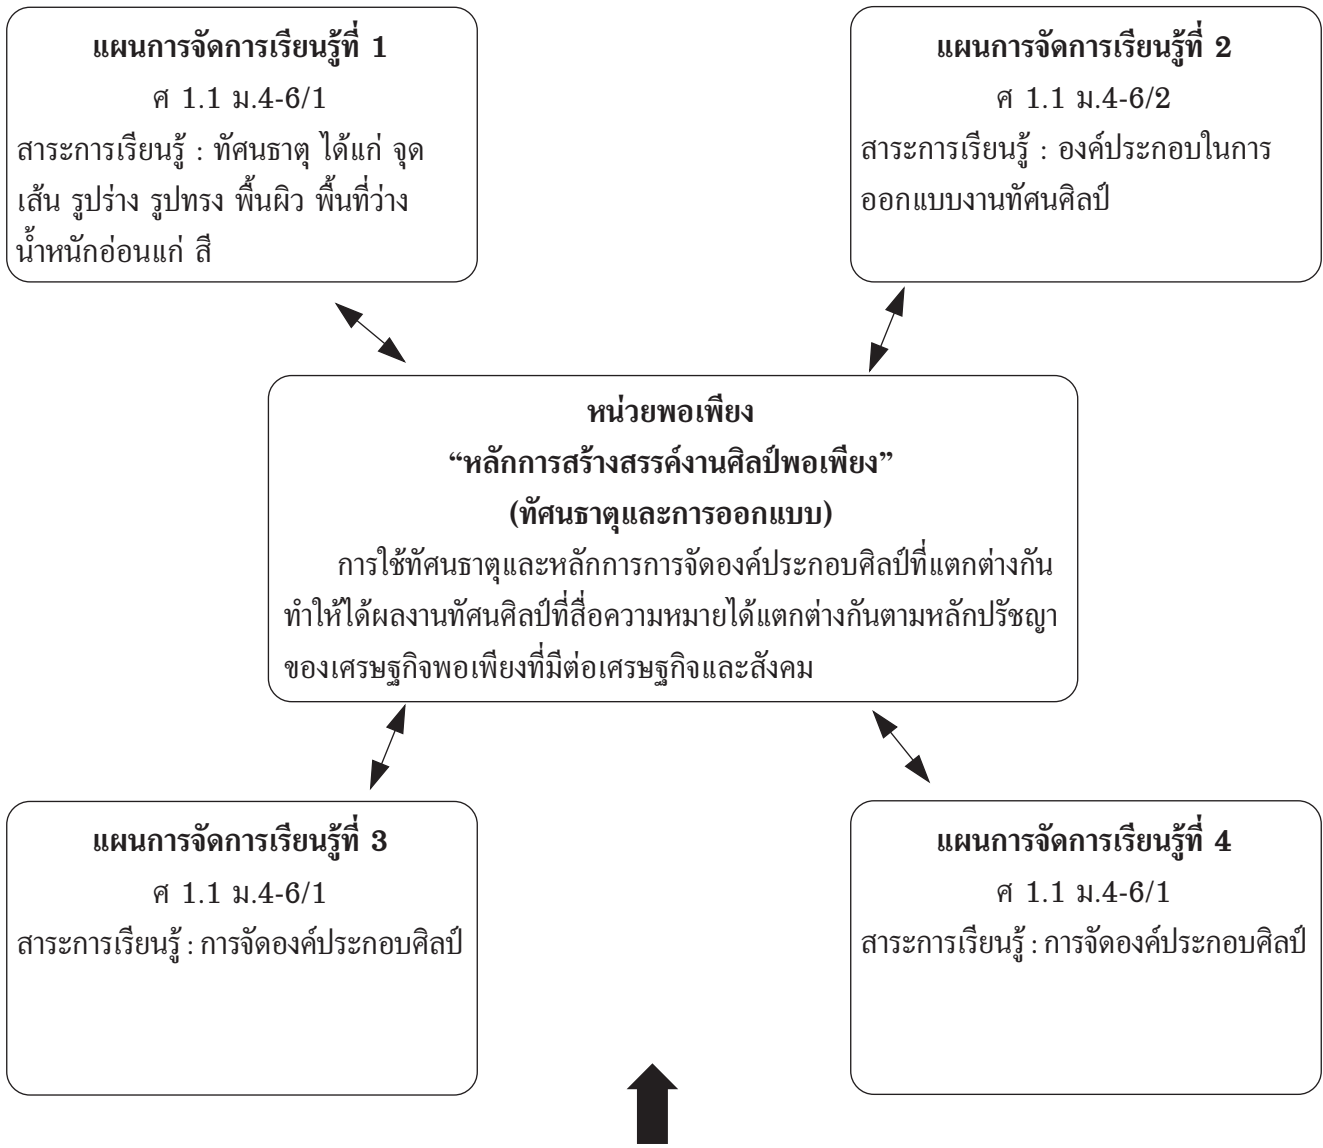 แผนการจัดการเรียนรู้ที่ 1
ศ 1.1 ม.4-6/1
สาระการเรียนรู้ : ทัศนธาตุ ได้แก่ จุด
เส้น รูปร่าง รูปทรง พื้นผิว พื้นที่ว่าง
น้ำหนักอ่อนแก่ สี
แผนการจัดการเรียนรู้ที่ 2
ศ 1.1 ม.4-6/2
สาระการเรียนรู้ : องค์ประกอบในการ
ออกแบบงานทัศนศิลป์
หน่วยพอเพียง
“หลักการสร้างสรรค์งานศิลป์พอเพียง”
(ทัศนธาตุและการออกแบบ)
การใช้ทัศนธาตุและหลักการการจัดองค์ประกอบศิลป์ที่แตกต่างกัน
ทำให้ได้ผลงานทัศนศิลป์ที่สื่อความหมายได้แตกต่างกันตามหลักปรัชญา
ของเศรษฐกิจพอเพียงที่มีต่อเศรษฐกิจและสังคม
แผนการจัดการเรียนรู้ที่ 3
ศ 1.1 ม.4-6/1
สาระการเรียนรู้ : การจัดองค์ประกอบศิลป์
แผนการจัดการเรียนรู้ที่ 4
ศ 1.1 ม.4-6/1
สาระการเรียนรู้ : การจัดองค์ประกอบศิลป์